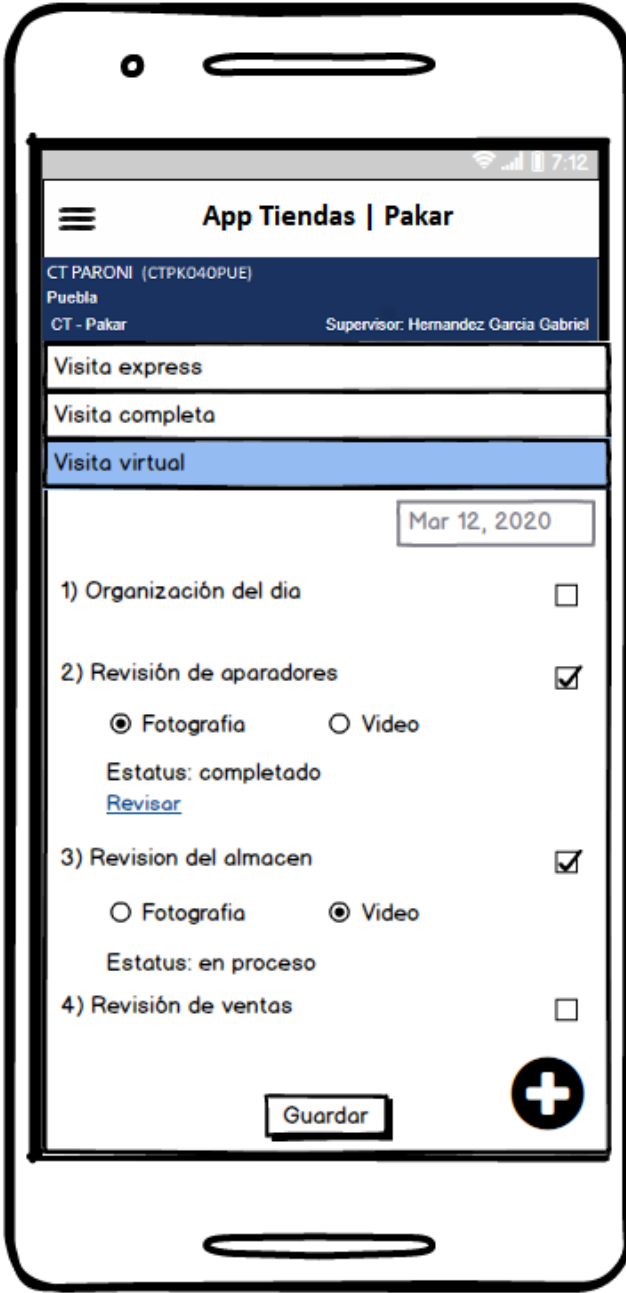 7:12
App Tiendas | Pakar
CT PARONI (CTPK040PUE)
Puebla
CT - Pakar Supervisor: Hernandez Garcia Gabriel
Visita express
Visita completa
Visita virtual
Mar 12, 2020
1) Organización del dia
2) Revisión de aparadores
Fotografia Video
Estatus: completado
Revisar
3) Revision del almacen
Fotografia Video
Estatus: en proceso
4) Revisión de ventas
Guardar